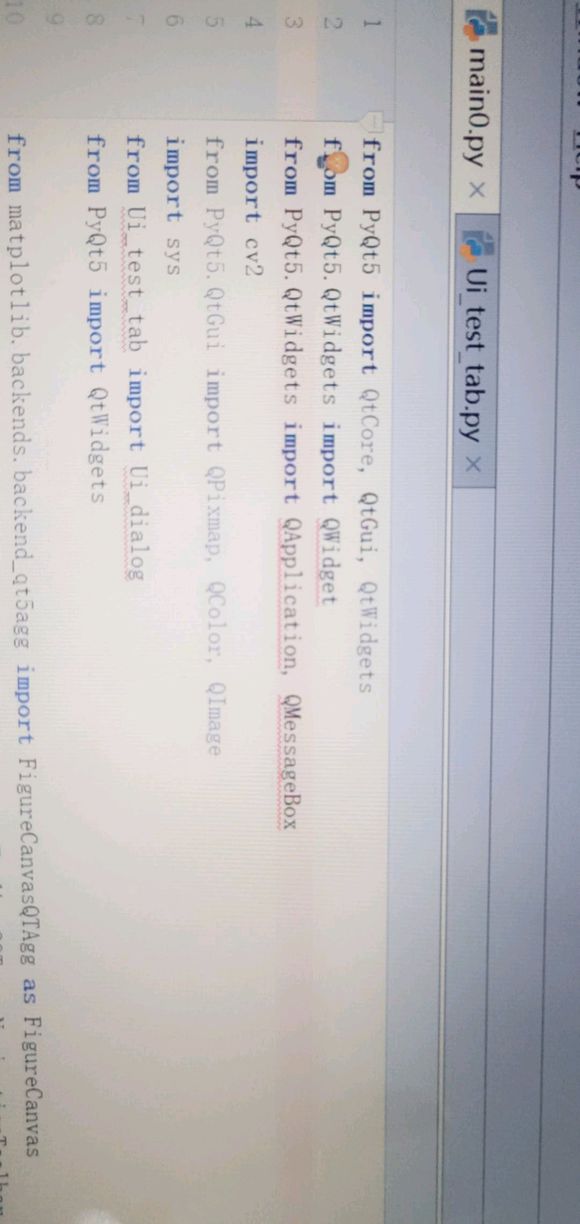 main0.py × Ui_test_tab.py ×
1 from PyQt5 import QtCore, QtGui, QtWidgets
2 from PyQt5.QtWidgets import QWidget
3 from PyQt5.QtWidgets import QApplication, QMessageBox
4 import cv2
5 from PyQt5.QtGui import QPixmap, QColor, QImage
6 import sys
7 from Ui_test_tab import Ui_dialog
8 from PyQt5 import QtWidgets
9
10 from matplotlib.backends.backend_qt5agg import FigureCanvasQTAgg as FigureCanvas